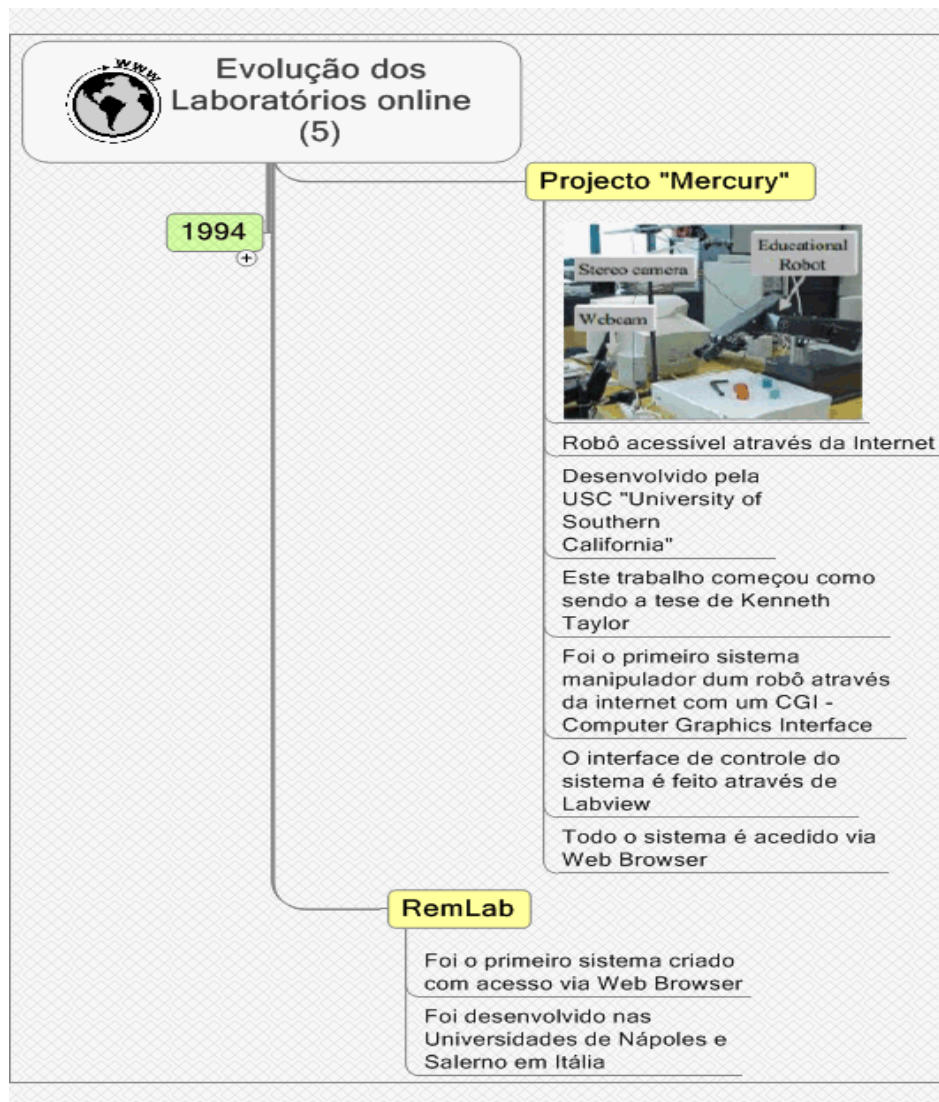 www
Evolução dos
Laboratórios online
(5)
Projecto "Mercury"
1994
Educational
Robot
Stereo camera
Webcam
Robô acessível através da Internet
Desenvolvido pela
USC "University of
Southern
California"
Este trabalho começou como
sendo a tese de Kenneth
Taylor
Foi o primeiro sistema
manipulador dum robô através
da internet com um CGI -
Computer Graphics Interface
O interface de controle do
sistema é feito através de
Labview
Todo o sistema é acedido via
Web Browser
RemLab
Foi o primeiro sistema criado
com acesso via Web Browser
Foi desenvolvido nas
Universidades de Nápoles e
Salerno em Itália